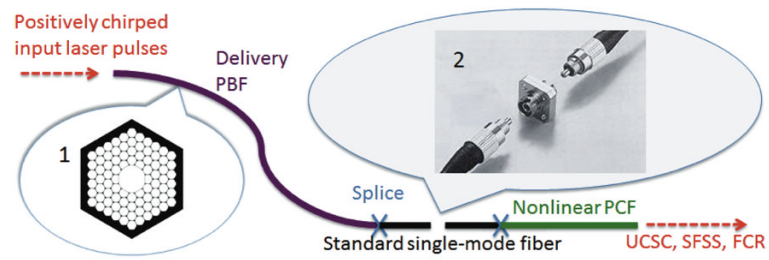 Positively chirped
input laser pulses
Delivery
PBF
1
2
Splice
Nonlinear PCF
Standard single-mode fiber
UCSC, SFSS, FCR